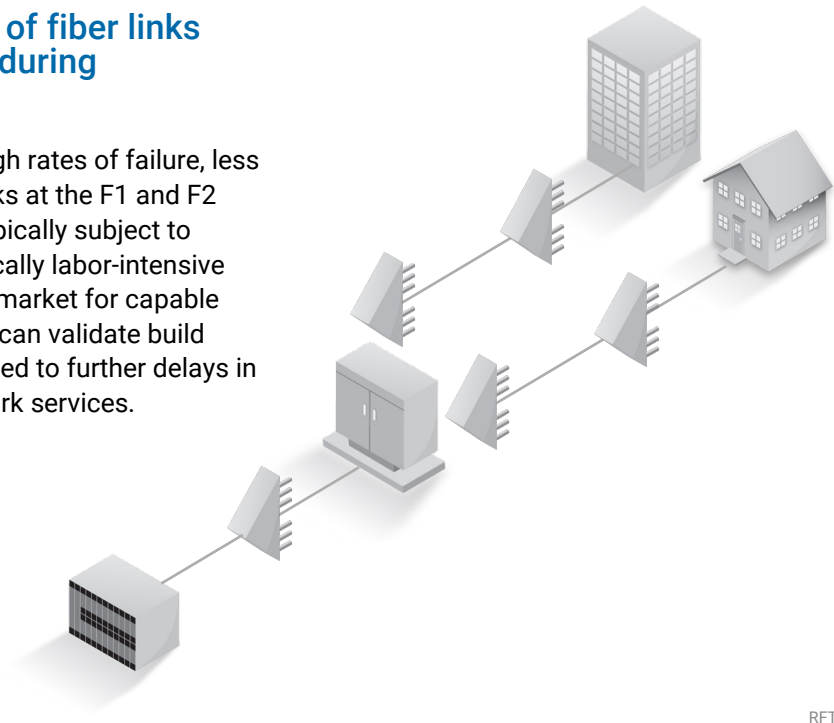 of fiber links
during
gh rates of failure, less
ks at the F1 and F2
pically subject to
cally labor-intensive
market for capable
can validate build
ed to further delays in
rk services.